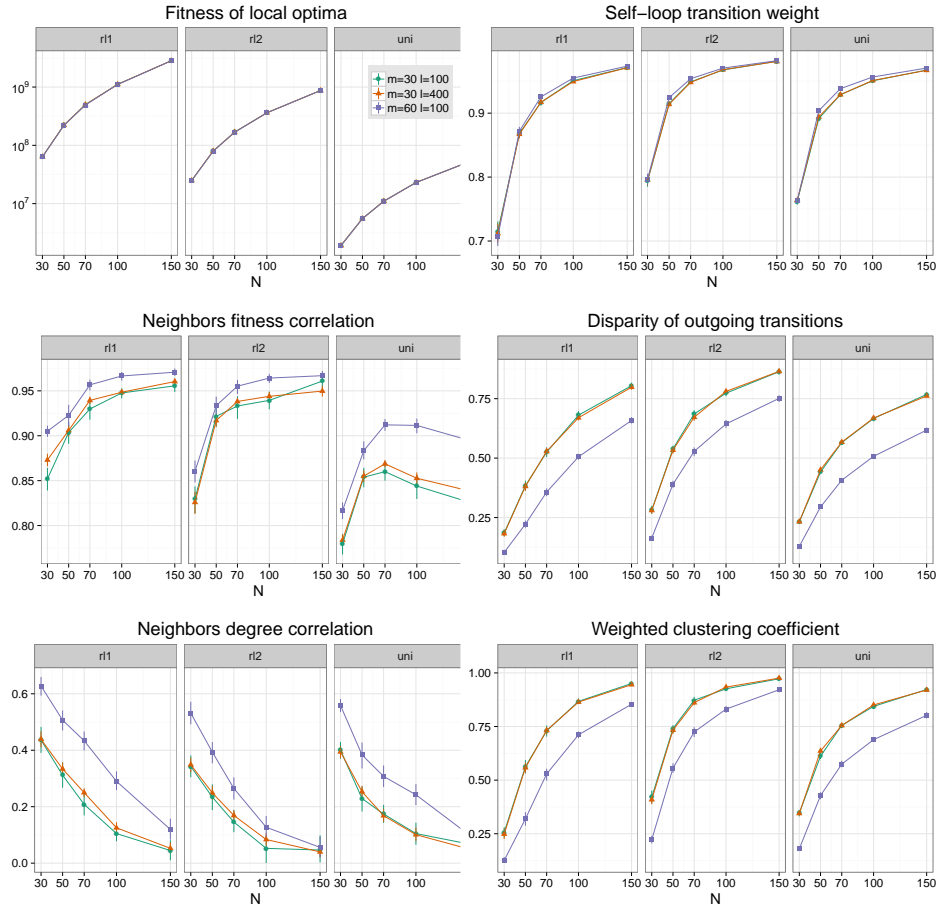 Fitness of local optima
rl1 rl2 uni
10⁹
10⁸
10⁷
m=30 l=100
m=30 l=400
m=60 l=100
30 50 70 100 150 30 50 70 100 150 30 50 70 100
N
Self−loop transition weight
rl1 rl2 uni
0.9
0.8
0.7
30 50 70 100 150 30 50 70 100 150 30 50 70 100 150
N
Neighbors fitness correlation
rl1 rl2 uni
0.95
0.90
0.85
0.80
30 50 70 100 150 30 50 70 100 150 30 50 70 100
N
Disparity of outgoing transitions
rl1 rl2 uni
0.75
0.50
0.25
30 50 70 100 150 30 50 70 100 150 30 50 70 100 150
N
Neighbors degree correlation
rl1 rl2 uni
0.6
0.4
0.2
0.0
30 50 70 100 150 30 50 70 100 150 30 50 70 100
N
Weighted clustering coefficient
rl1 rl2 uni
1.00
0.75
0.50
0.25
30 50 70 100 150 30 50 70 100 150 30 50 70 100 150
N